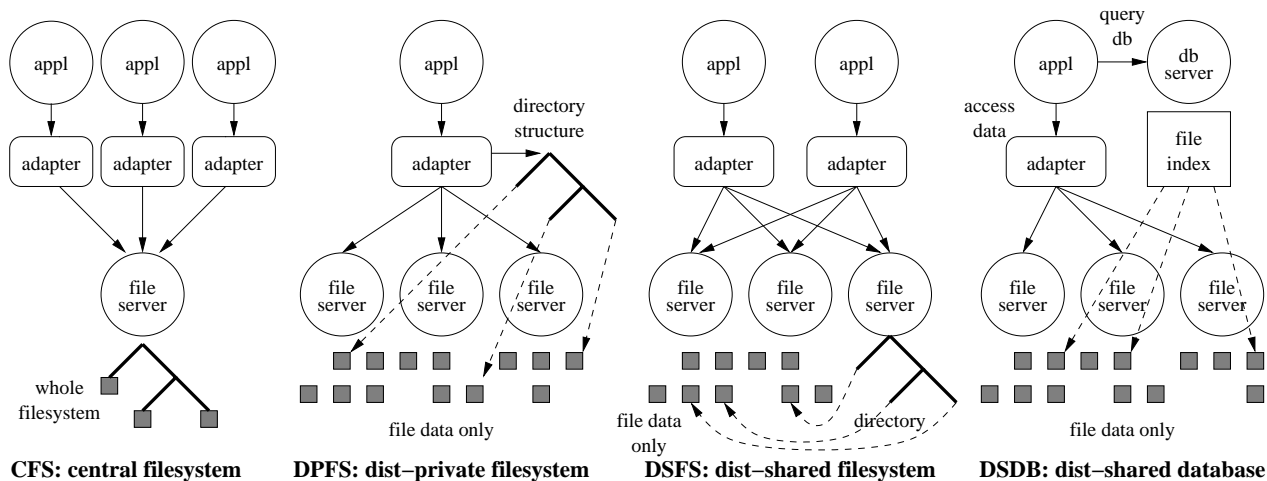 appl
appl
appl
adapter
adapter
adapter
file
server
whole
filesystem
CFS: central filesystem
appl
directory
structure
adapter
file
server
file
server
file
server
file data only
DPFS: dist−private filesystem
appl
appl
adapter
adapter
file
server
file
server
file
server
file data
only
directory
DSFS: dist−shared filesystem
appl
query
db
db
server
access
data
adapter
file
index
file
server
file
server
file
server
file data only
DSDB: dist−shared database